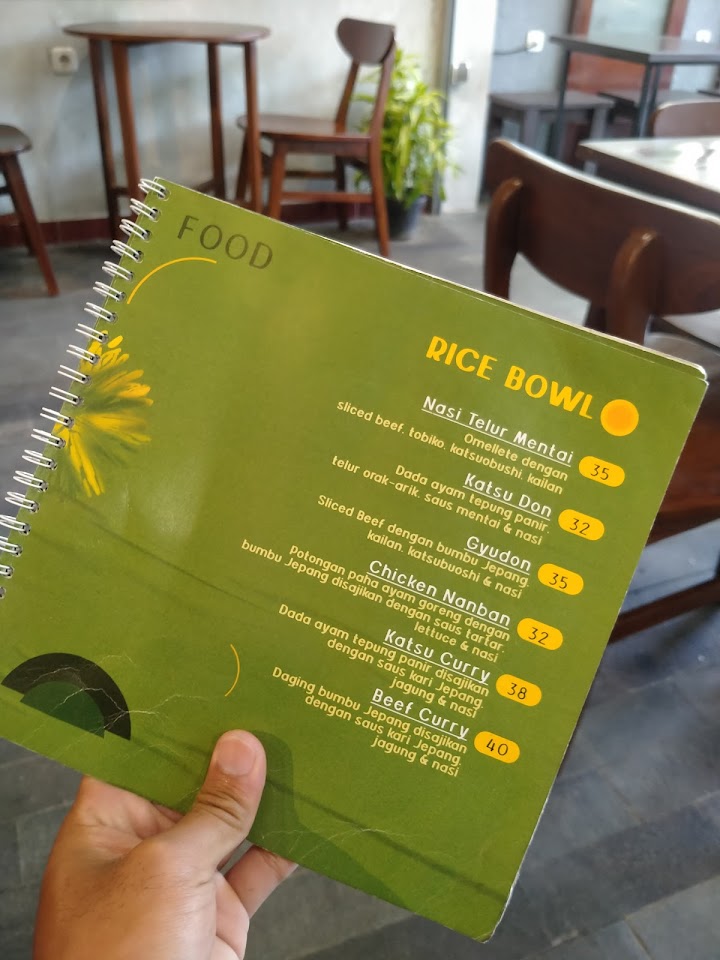 FOOD
RICE BOWL
Nasi Telur Mentai
Omellete dengan
sliced beef, tobiko, katsuobushi, kailan
35
Katsu Don
Dada ayam tepung panir,
telur orak-arik, saus mentai & nasi
32
Gyudon
Sliced Beef dengan bumbu Jepang,
kailan, katsubuoshi & nasi
35
Chicken Nanban
Potongan paha ayam goreng dengan
bumbu Jepang disajikan dengan saus tartar,
lettuce & nasi
32
Katsu Curry
Dada ayam tepung panir disajikan
dengan saus kari Jepang,
jagung & nasi
38
Beef Curry
Daging bumbu Jepang disajikan
dengan saus kari Jepang,
jagung & nasi
40